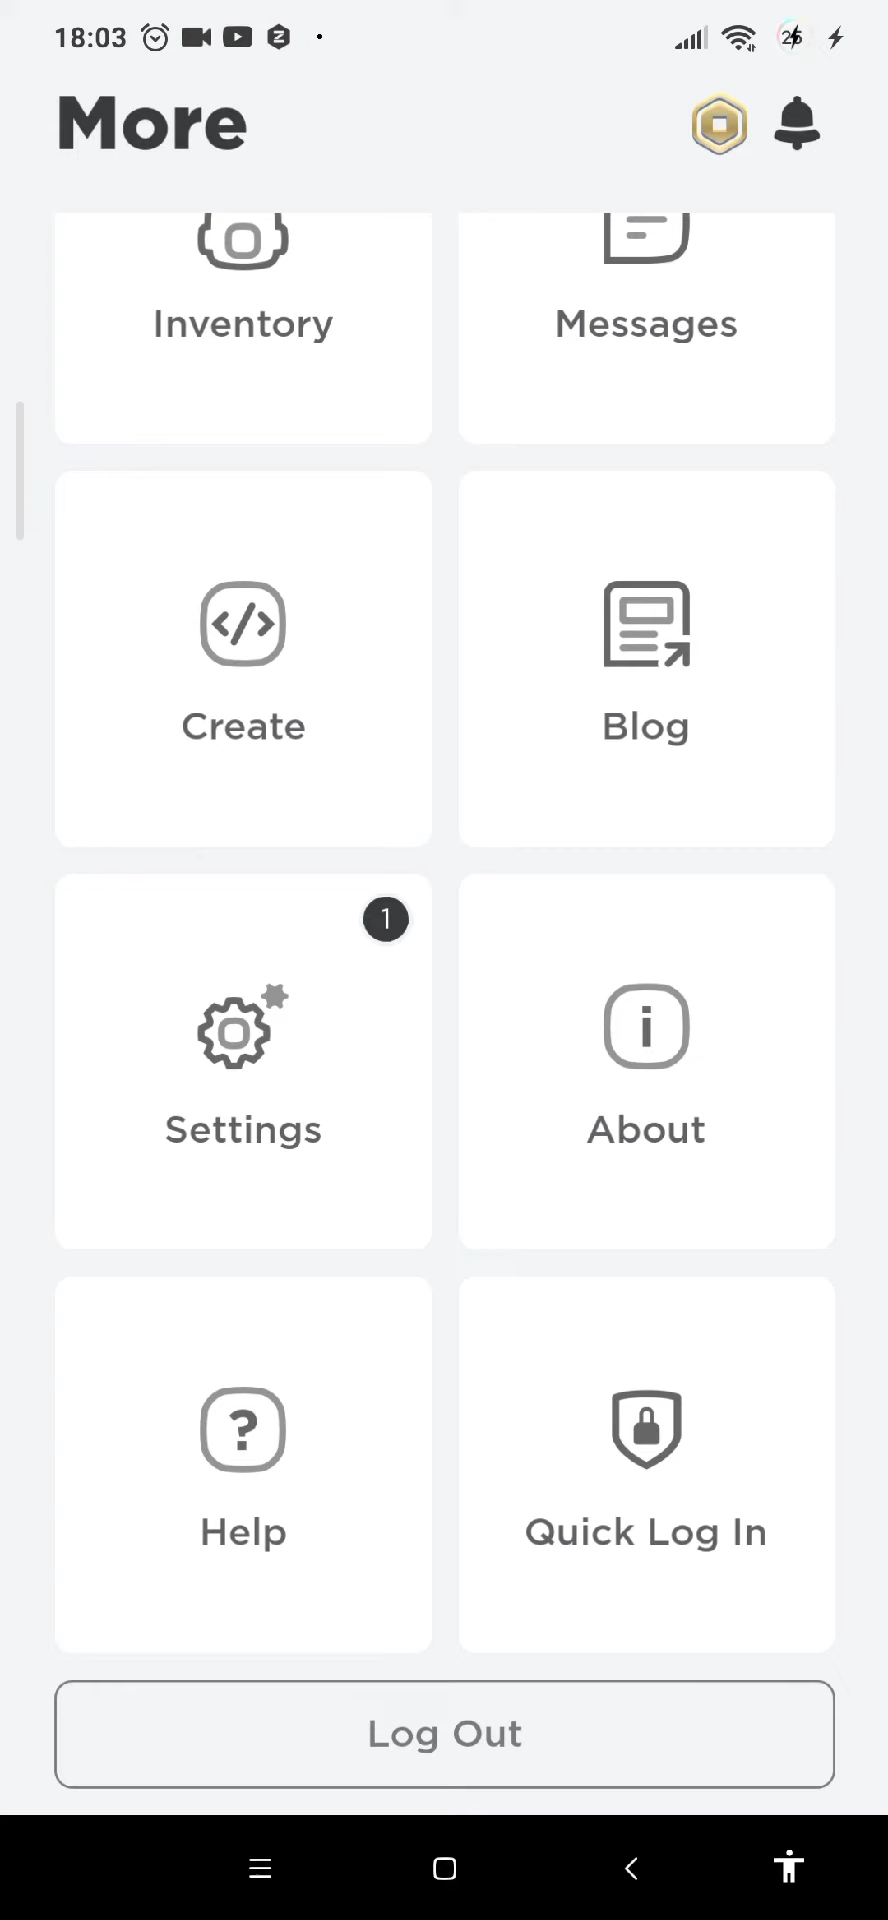 18:03
More
Inventory
Messages
Create
Blog
1
Settings
About
Help
Quick Log In
Log Out